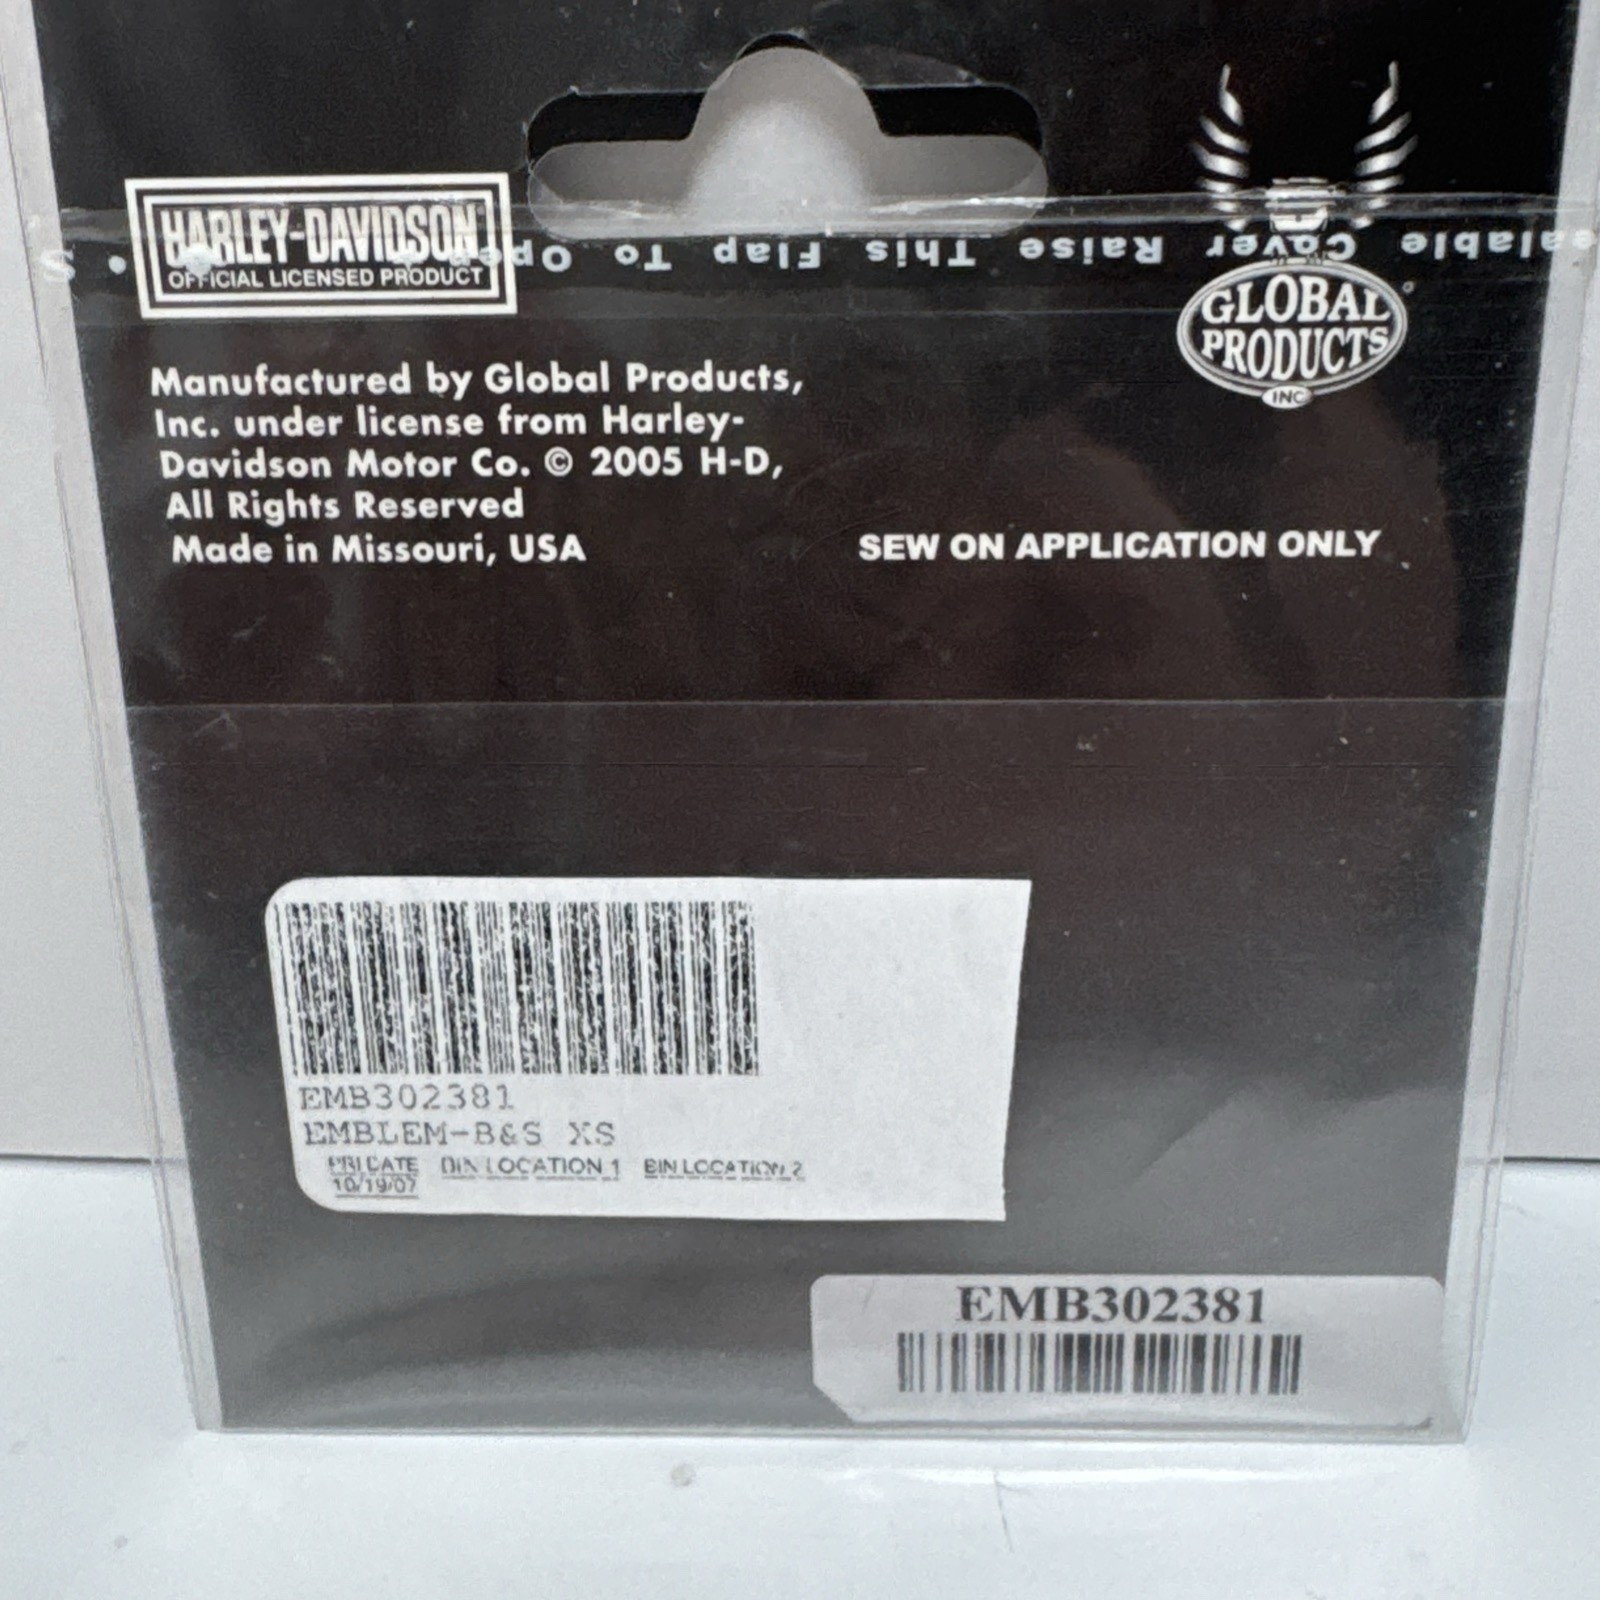 HARLEY-DAVIDSON
OFFICIAL LICENSED PRODUCT
S • To Open Flap This Raise Cover
GLOBAL
PRODUCTS
INC
Manufactured by Global Products,
Inc. under license from Harley-
Davidson Motor Co. © 2005 H-D,
All Rights Reserved
Made in Missouri, USA
SEW ON APPLICATION ONLY
EMB302381
EMBLEM-B&S XS
PRI DATE BIN LOCATION 1 BIN LOCATION 2
10/19/07
EMB302381